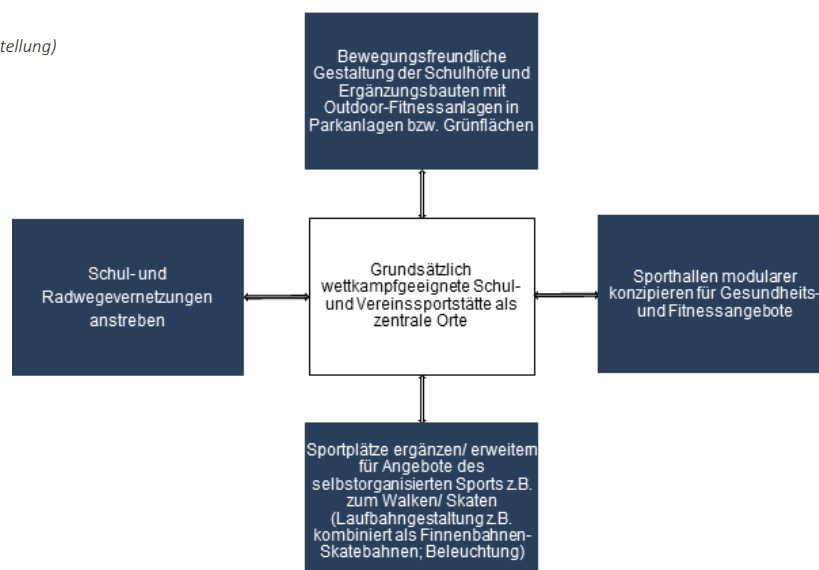 tellung)
Bewegungsfreundliche
Gestaltung der Schulhöfe und
Ergänzungsbauten mit
Outdoor-Fitnessanlagen in
Parkanlagen bzw. Grünflächen
Schul- und
Radwegevernetzungen
anstreben
Grundsätzlich
wettkampfgeeignete Schul-
und Vereinssportstätte als
zentrale Orte
Sporthallen modularer
konzipieren für Gesundheits-
und Fitnessangebote
Sportplätze ergänzen/ erweitern
für Angebote des
selbstorganisierten Sports z.B.
zum Walken/ Skaten
(Laufbahngestaltung z.B.
kombiniert als Finnenbahnen-
Skatebahnen; Beleuchtung)